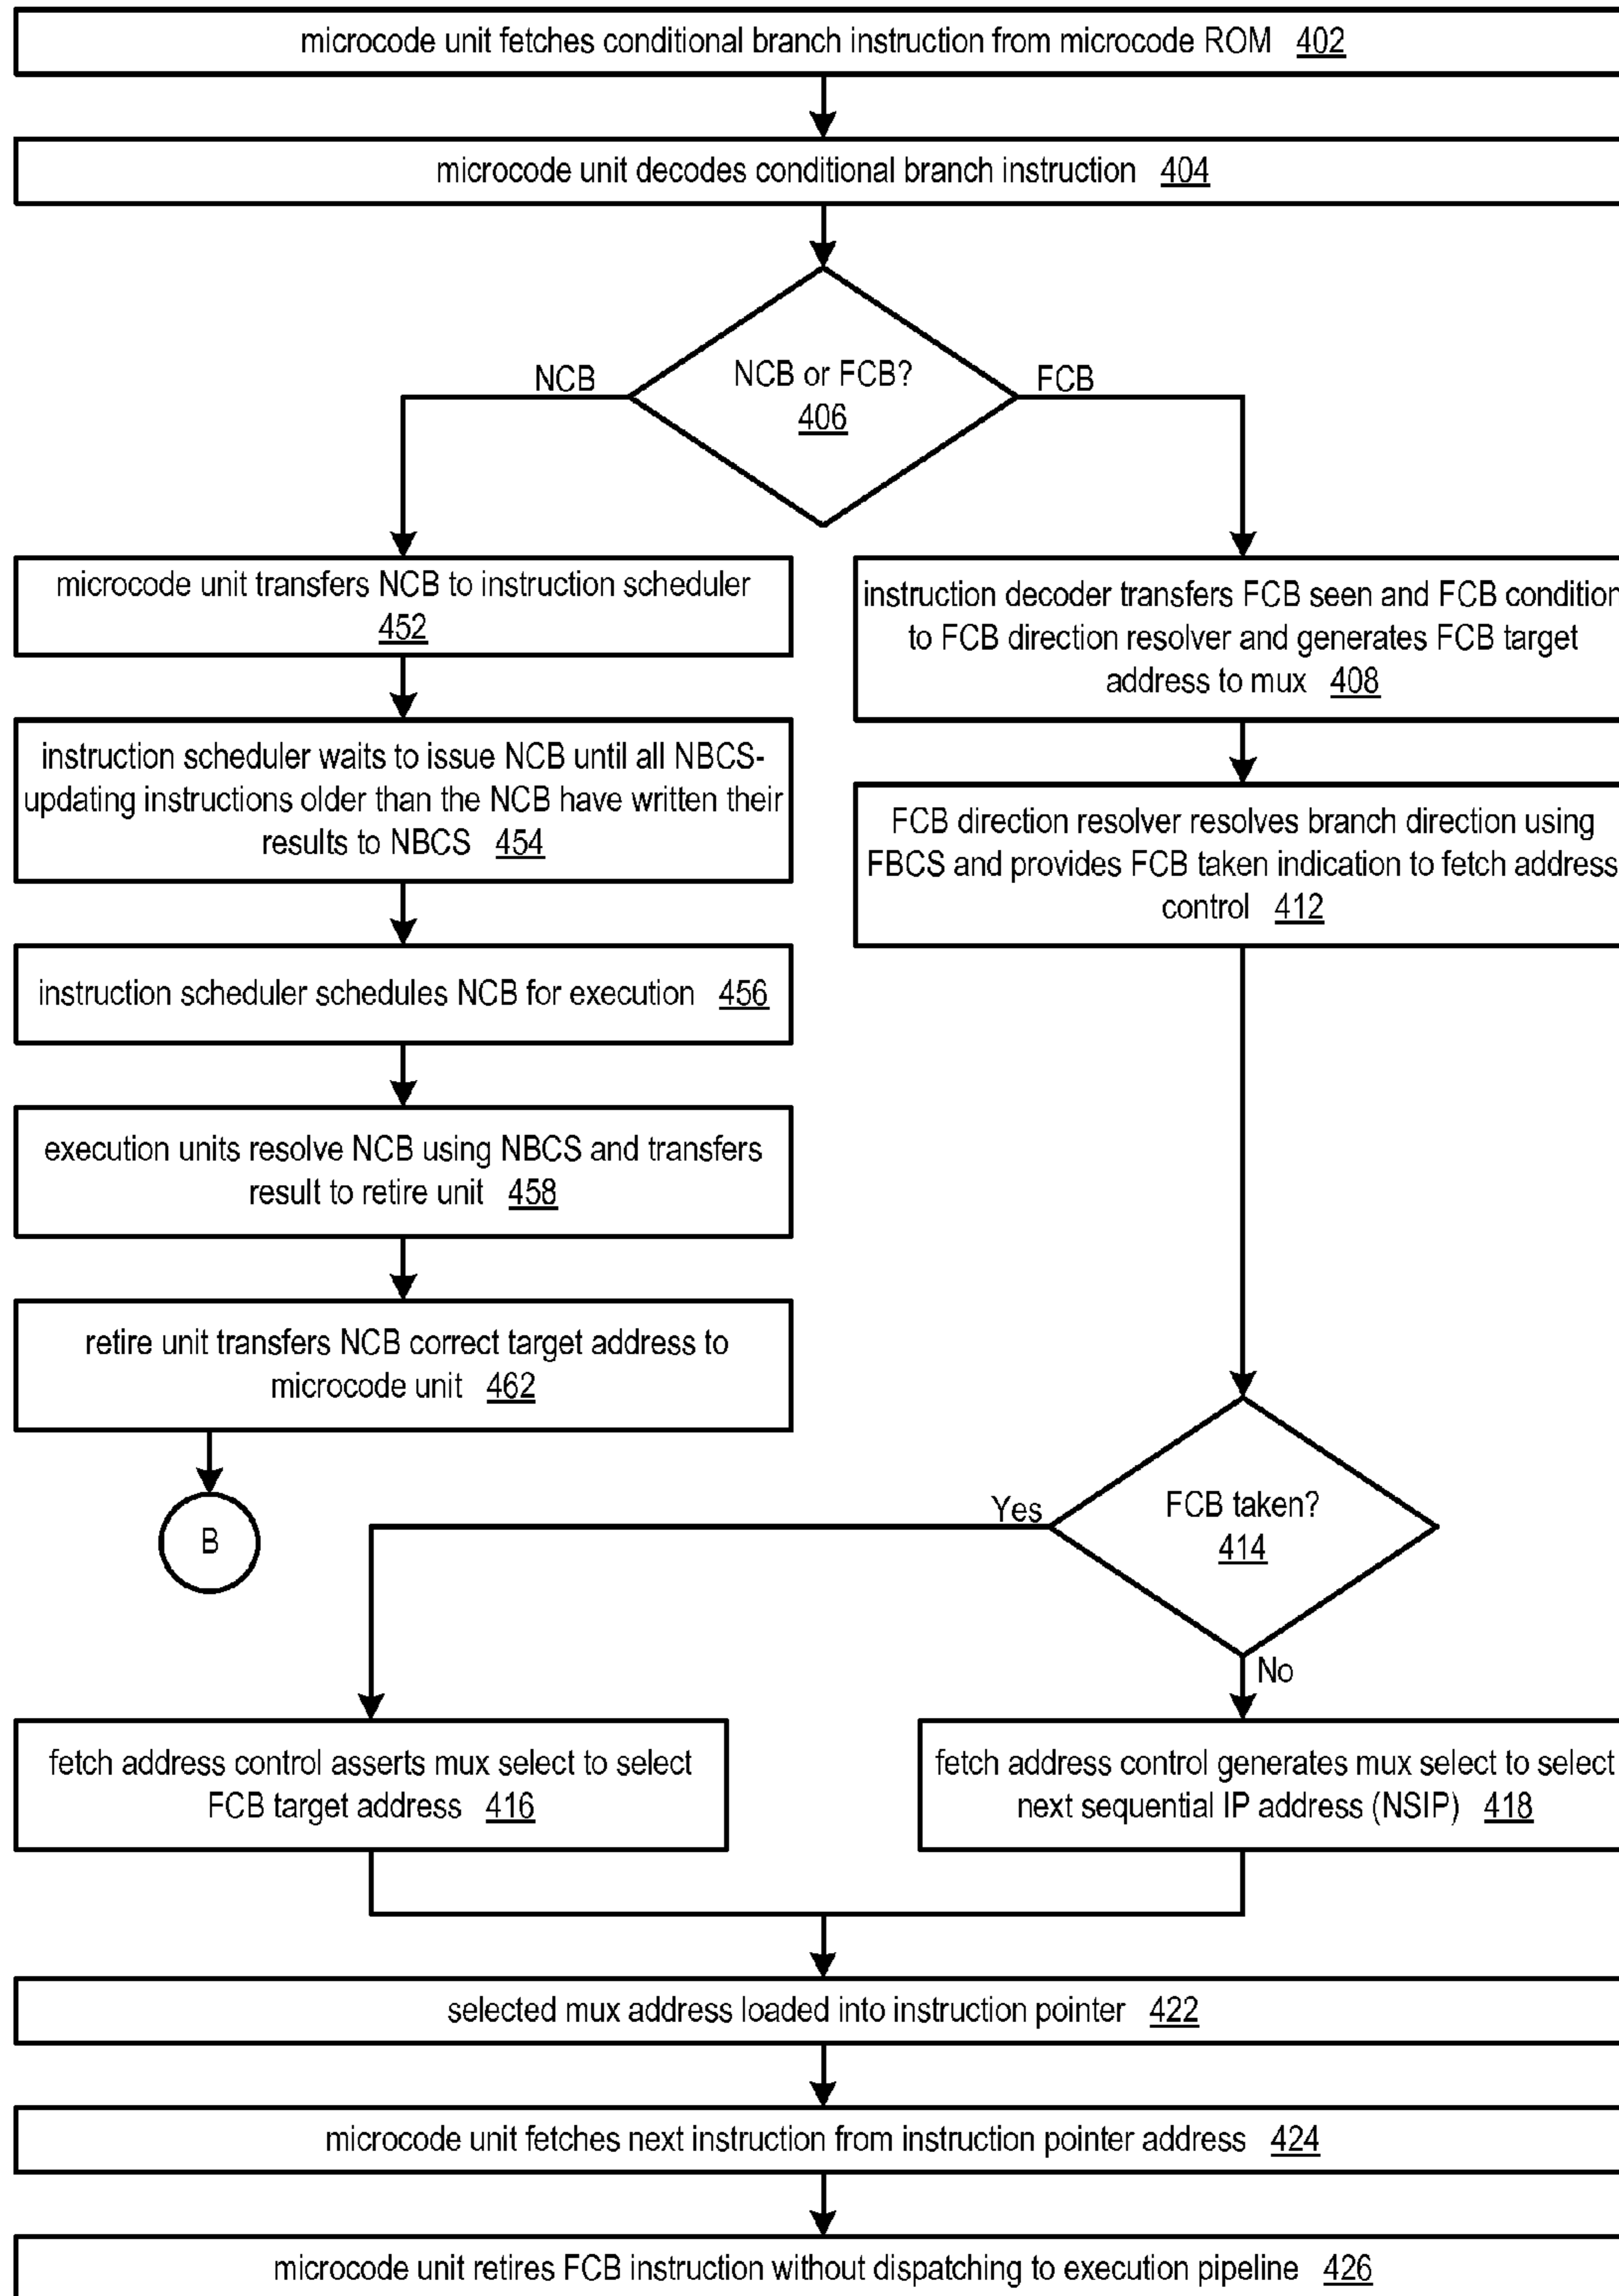 microcode unit fetches conditional branch instruction from microcode ROM 402
microcode unit decodes conditional branch instruction 404
NCB or FCB?
406
NCB
FCB
microcode unit transfers NCB to instruction scheduler
452
instruction scheduler waits to issue NCB until all NBCS-
updating instructions older than the NCB have written their
results to NBCS 454
instruction scheduler schedules NCB for execution 456
execution units resolve NCB using NBCS and transfers
result to retire unit 458
retire unit transfers NCB correct target address to
microcode unit 462
B
instruction decoder transfers FCB seen and FCB condition
to FCB direction resolver and generates FCB target
address to mux 408
FCB direction resolver resolves branch direction using
FBCS and provides FCB taken indication to fetch address
control 412
FCB taken?
414
Yes
No
fetch address control asserts mux select to select
FCB target address 416
fetch address control generates mux select to select
next sequential IP address (NSIP) 418
selected mux address loaded into instruction pointer 422
microcode unit fetches next instruction from instruction pointer address 424
microcode unit retires FCB instruction without dispatching to execution pipeline 426